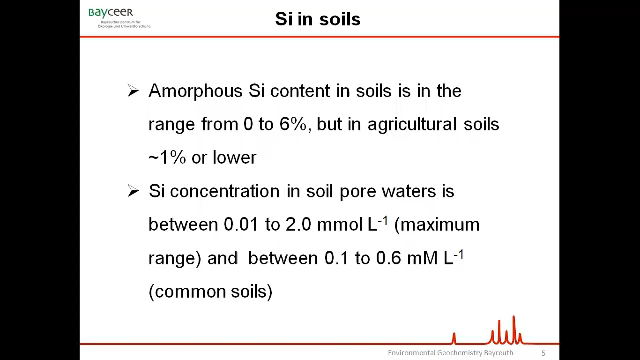 BAYCEER
Si in soils
➢ Amorphous Si content in soils is in the
range from 0 to 6%, but in agricultural soils
~1% or lower
➢ Si concentration in soil pore waters is
between 0.01 to 2.0 mmol L⁻¹ (maximum
range) and between 0.1 to 0.6 mM L⁻¹
(common soils)
Environmental Geochemistry Bayreuth 5